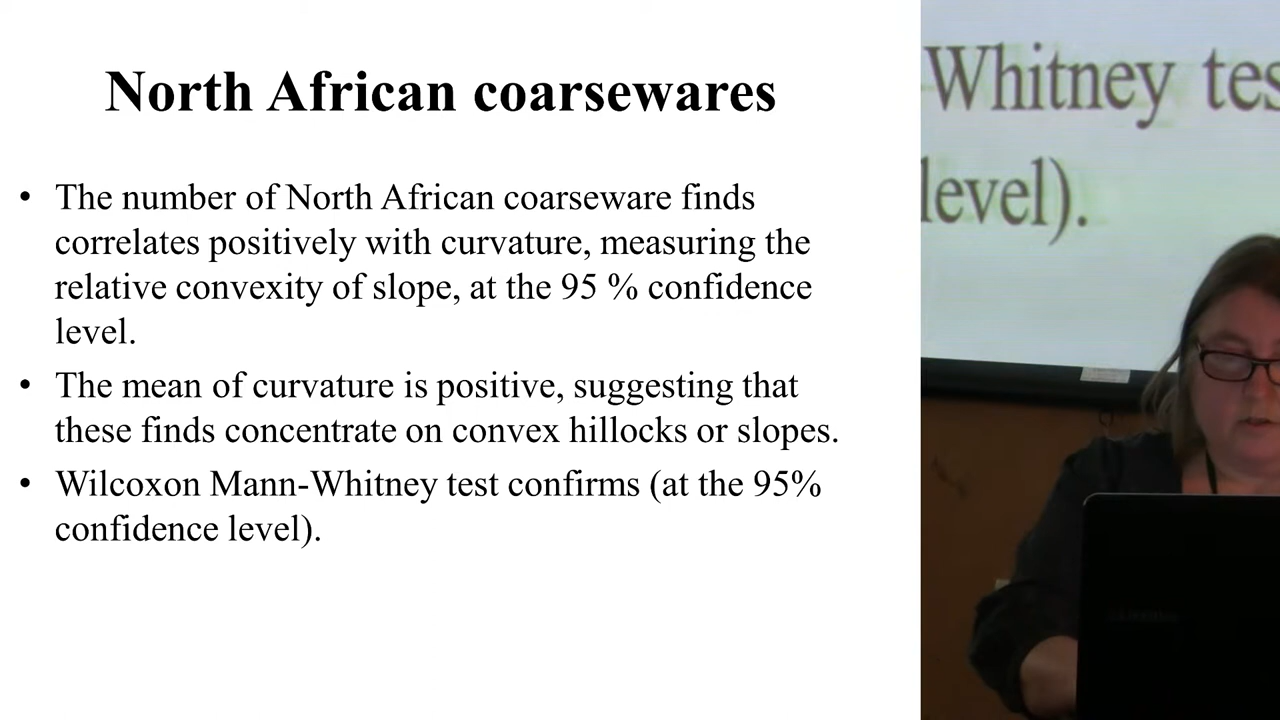 North African coarsewares
• The number of North African coarseware finds
correlates positively with curvature, measuring the
relative convexity of slope, at the 95 % confidence
level.
• The mean of curvature is positive, suggesting that
these finds concentrate on convex hillocks or slopes.
• Wilcoxon Mann-Whitney test confirms (at the 95%
confidence level).
Whitney tes
level).